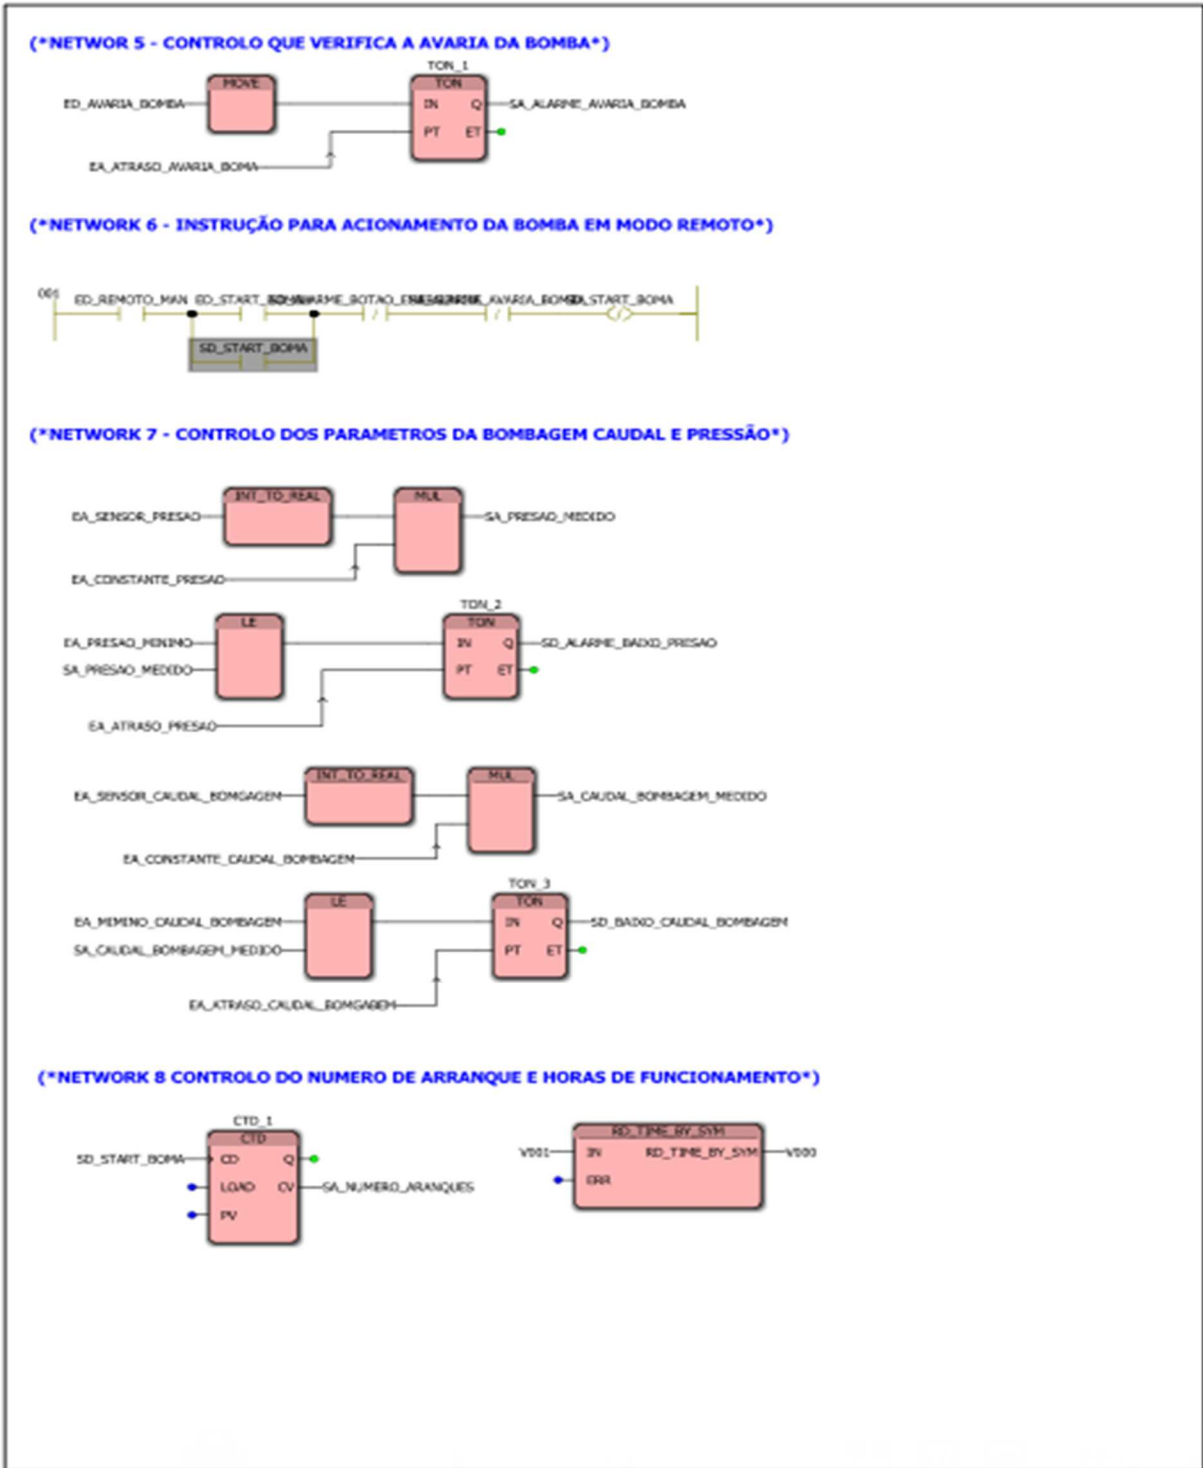 (*NETWOR 5 - CONTROLO QUE VERIFICA A AVARIA DA BOMBA*)
TON_1
MOVE TON
ED_AVARIA_BOMBA IN Q SA_ALARME_AVARIA_BOMBA
PT ET
EA_ATRASO_AVARIA_BOMA
(*NETWORK 6 - INSTRUÇÃO PARA ACIONAMENTO DA BOMBA EM MODO REMOTO*)
001 ED_REMOTO_MAN
SD_START_BOMA
(*NETWORK 7 - CONTROLO DOS PARAMETROS DA BOMBAGEM CAUDAL E PRESSÃO*)
INT_TO_REAL MUL
EA_SENSOR_PRESAO SA_PRESAO_MEDIDO
EA_CONSTANTE_PRESAO
TON_2
LE TON
EA_PRESAO_MINIMO IN Q SD_ALARME_BAIXO_PRESAO
SA_PRESAO_MEDIDO PT ET
EA_ATRASO_PRESAO
INT_TO_REAL MUL
EA_SENSOR_CAUDAL_BOMGAGEM SA_CAUDAL_BOMBAGEM_MEDIDO
EA_CONSTANTE_CAUDAL_BOMBAGEM
TON_3
LE TON
EA_MIMINO_CAUDAL_BOMBAGEM IN Q SD_BAIXO_CAUDAL_BOMBAGEM
SA_CAUDAL_BOMBAGEM_MEDIDO PT ET
EA_ATRASO_CAUDAL_BOMGABEM
(*NETWORK 8 CONTROLO DO NUMERO DE ARRANQUE E HORAS DE FUNCIONAMENTO*)
CTD_1
CTD RD_TIME_BY_SYM
SD_START_BOMA CD Q V001 IN RD_TIME_BY_SYM V000
LOAD CV SA_NUMERO_ARANQUES ERR
PV